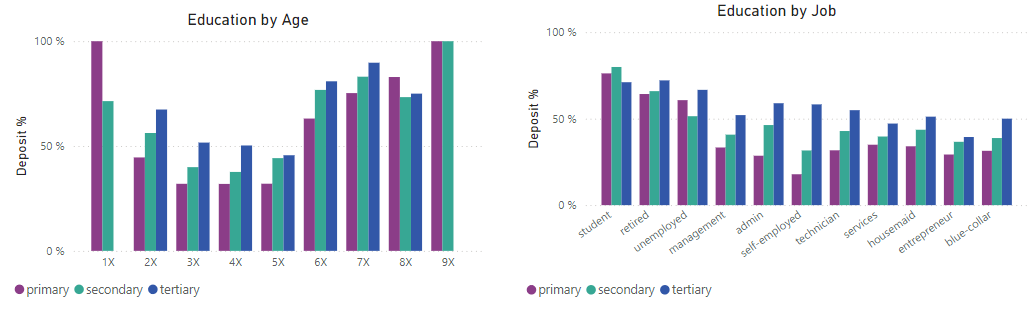 Education by Age
Deposit %
100 %
50 %
0 %
1X 2X 3X 4X 5X 6X 7X 8X 9X
primary secondary tertiary
Education by Job
Deposit %
100 %
50 %
0 %
student retired unemployed management admin self-employed technician services housemaid entrepreneur blue-collar
primary secondary tertiary